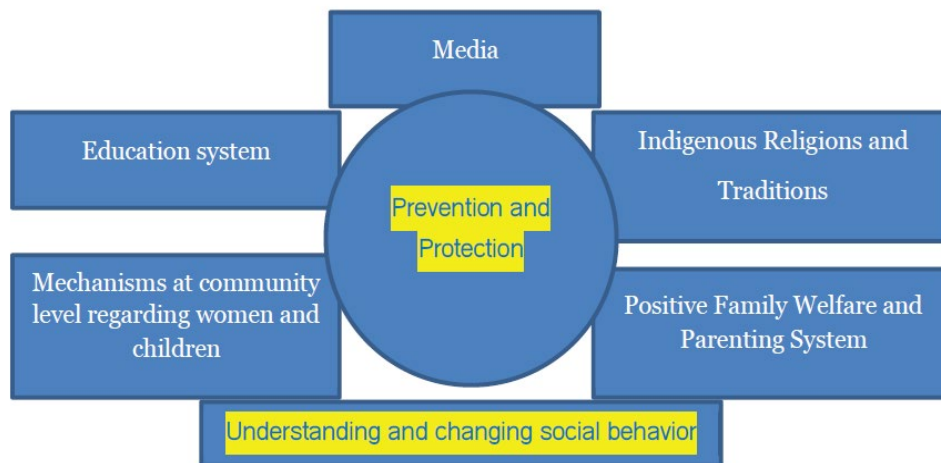 Media
Education system
Indigenous Religions and
Traditions
Prevention and
Protection
Mechanisms at community
level regarding women and
children
Positive Family Welfare and
Parenting System
Understanding and changing social behavior